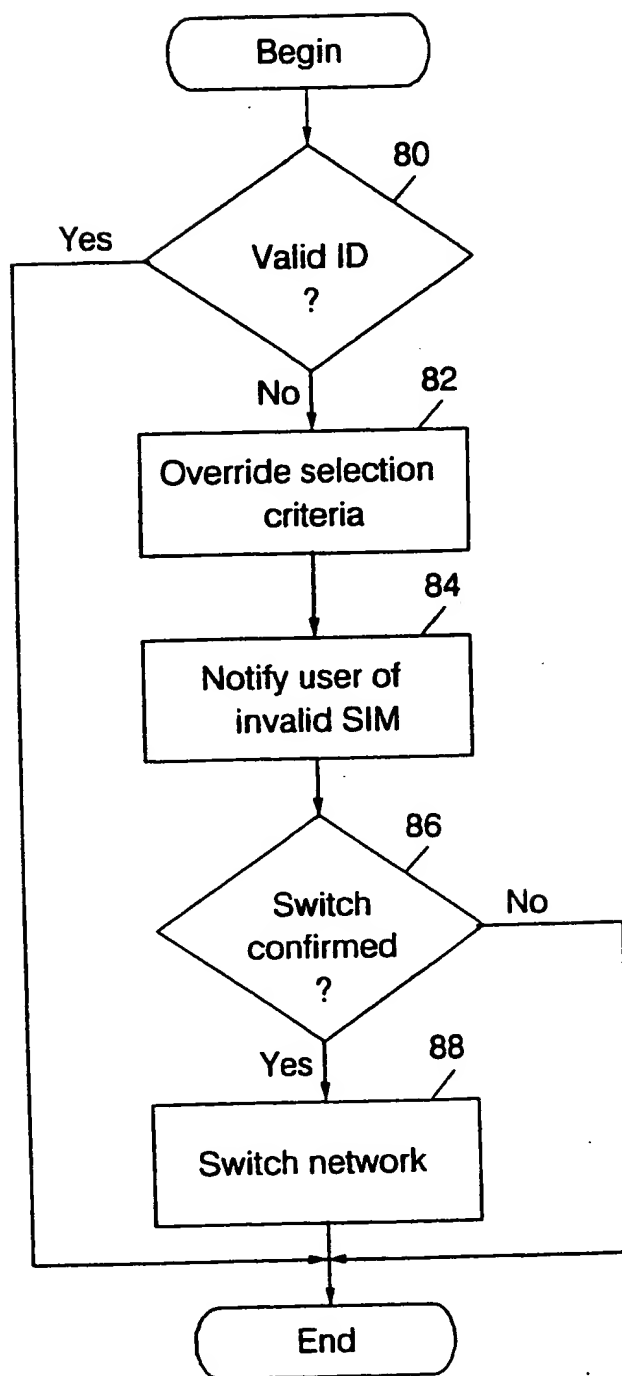 Begin
80
Yes
Valid ID
?
No
82
Override selection
criteria
84
Notify user of
invalid SIM
86
Switch
confirmed
?
No
Yes
88
Switch network
End